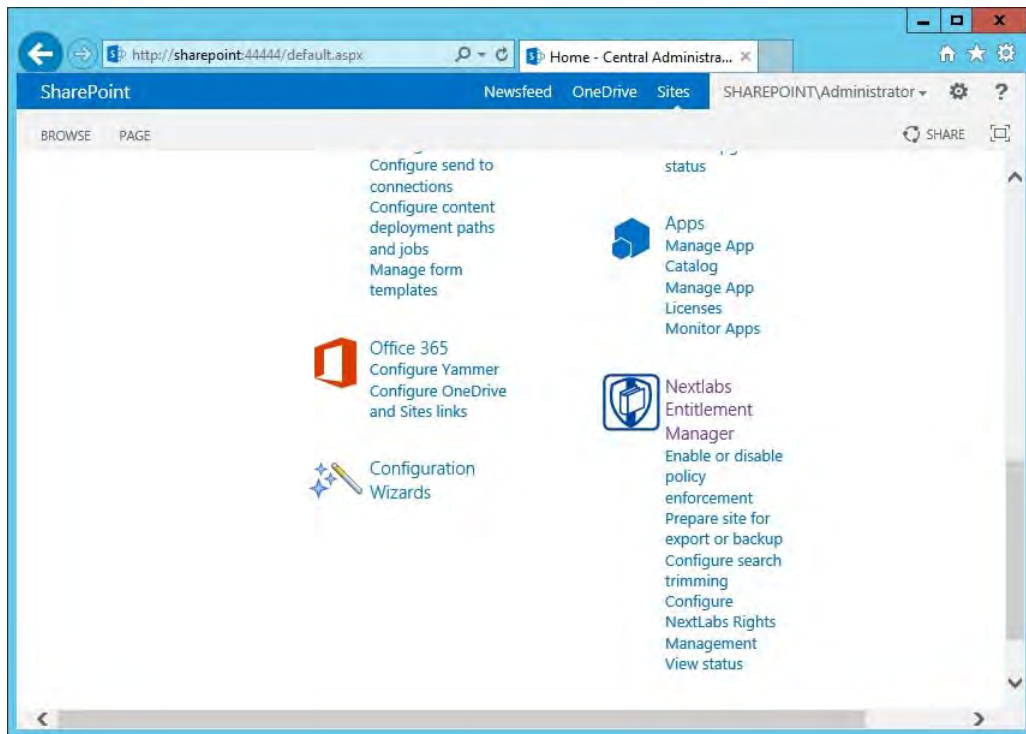 http://sharepoint:44444/default.aspx
Home - Central Administra...
SharePoint
Newsfeed OneDrive Sites SHAREPOINT\Administrator ?
BROWSE PAGE
SHARE
Configure send to
connections
Configure content
deployment paths
and jobs
Manage form
templates
Office 365
Configure Yammer
Configure OneDrive
and Sites links
Configuration
Wizards
status
Apps
Manage App
Catalog
Manage App
Licenses
Monitor Apps
Nextlabs
Entitlement
Manager
Enable or disable
policy
enforcement
Prepare site for
export or backup
Configure search
trimming
Configure
NextLabs Rights
Management
View status